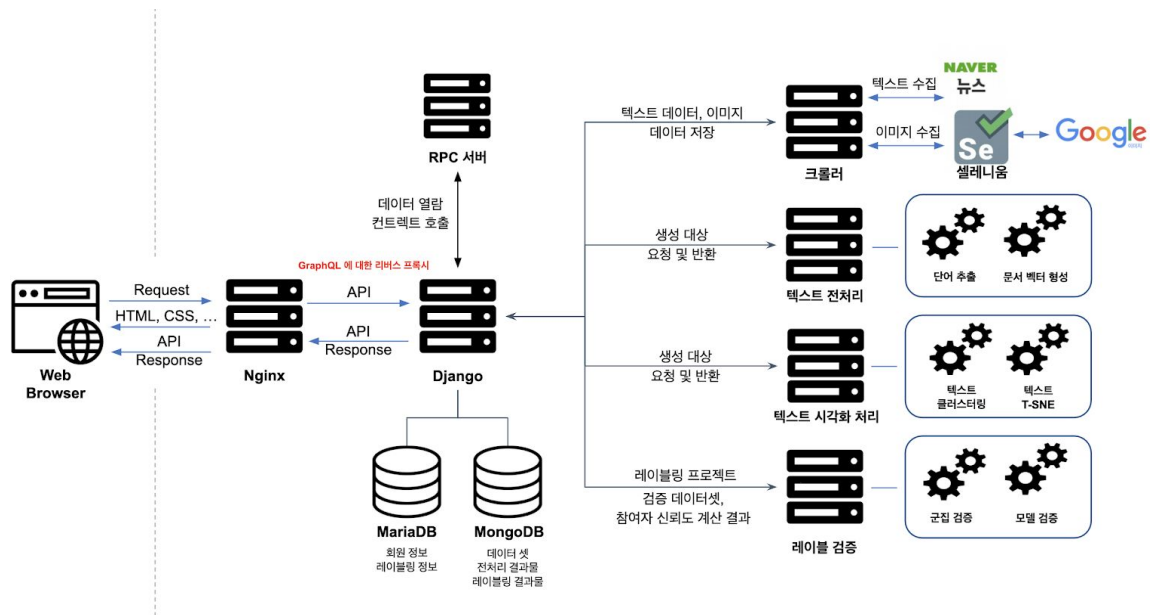 NAVER
뉴스
텍스트 수집
텍스트 데이터, 이미지
데이터 저장
이미지 수집
Se
Google
크롤러
셀레니움
RPC 서버
데이터 열람
컨트렉트 호출
생성 대상
요청 및 반환
단어 추출
문서 벡터 형성
텍스트 전처리
GraphQL 에 대한 리버스 프록시
Request
HTML, CSS, ...
API
Response
Web
Browser
Nginx
API
API
Response
Django
생성 대상
요청 및 반환
텍스트
클러스터링
텍스트
T-SNE
텍스트 시각화 처리
레이블링 프로젝트
검증 데이터셋,
참여자 신뢰도 계산 결과
군집 검증
모델 검증
레이블 검증
MariaDB
회원 정보
레이블링 정보
MongoDB
데이터 셋
전처리 결과물
레이블링 결과물